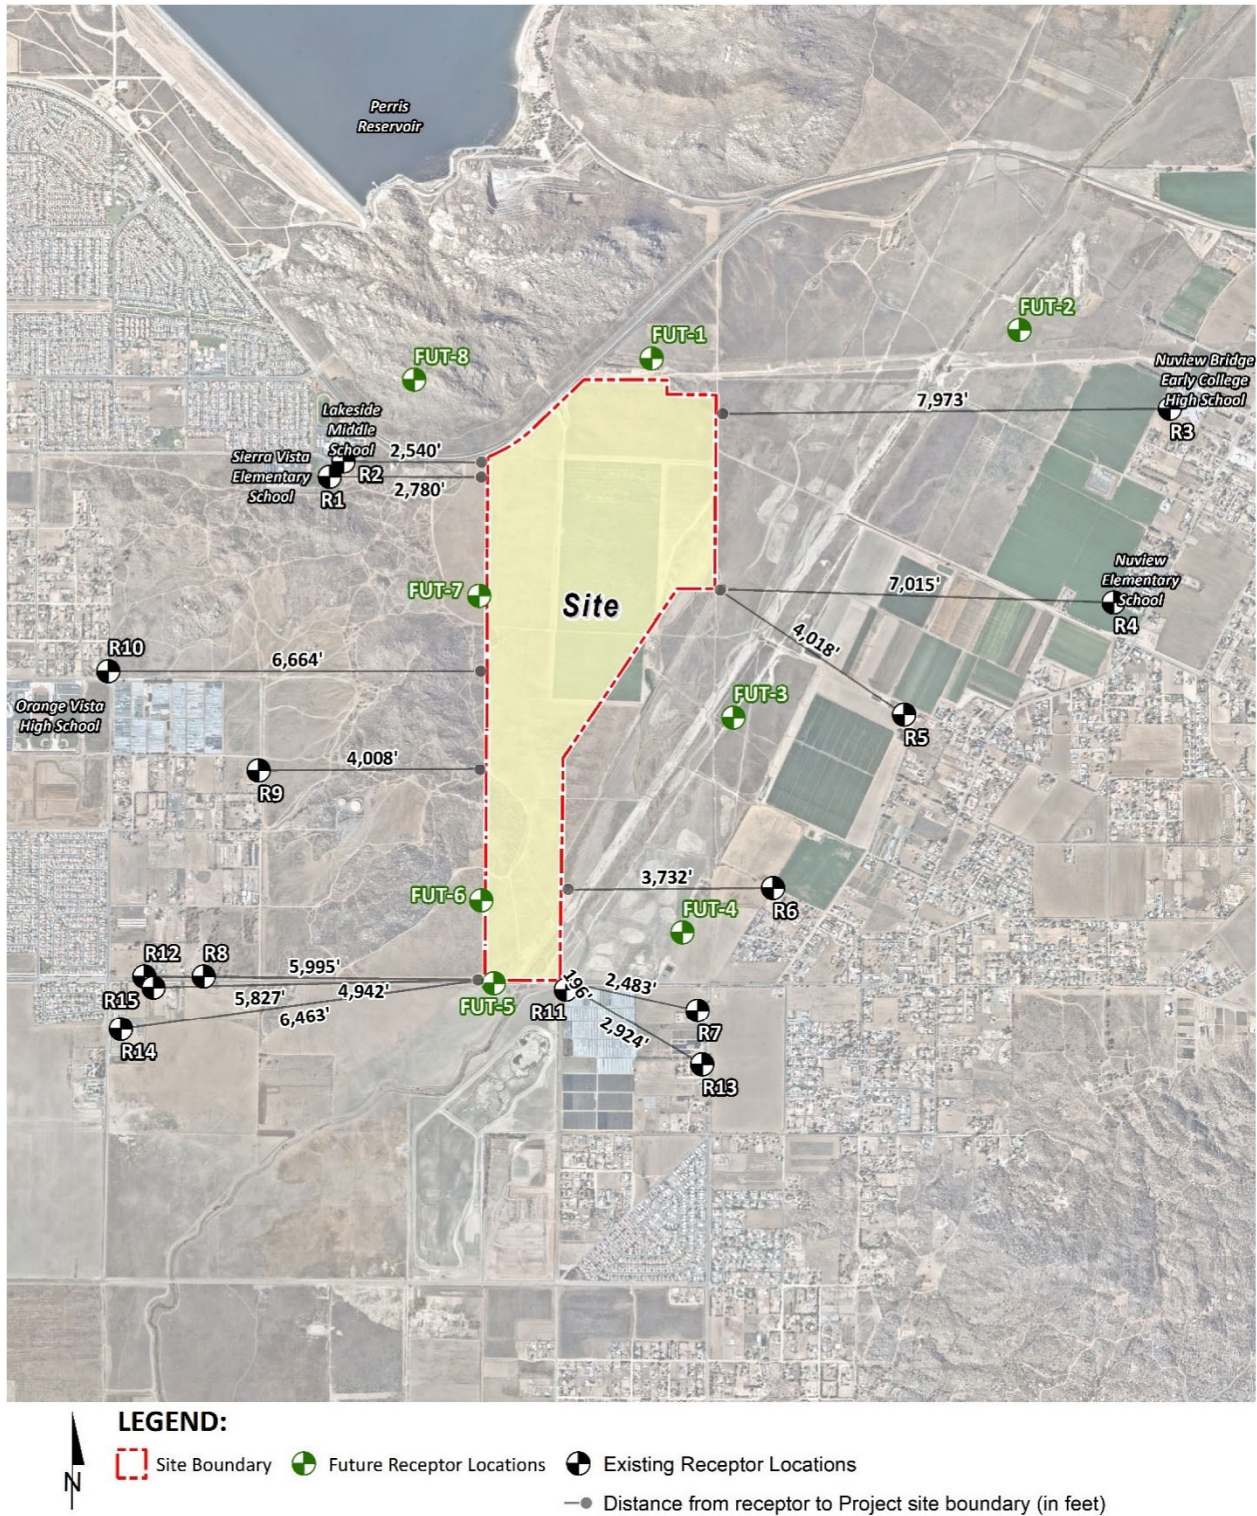 Perris
Reservoir
FUT-2
FUT-1
FUT-8
Nuview Bridge
Early College
High School
7,973'
R3
Lakeside
Middle
School
2,540'
R2
Sierra Vista
Elementary
School
R1
2,780'
Nuview
Elementary
School
FUT-7
Site
7,015'
R4
4,018'
R10
6,664'
Orange Vista
High School
FUT-3
R5
4,008'
R9
3,732'
R6
FUT-6
FUT-4
R12
R8
5,995'
R15
5,827'
4,942'
6,463'
R14
FUT-5
196'
R11
2,483'
R7
2,924'
R13
LEGEND:
N
Site Boundary
Future Receptor Locations
Existing Receptor Locations
Distance from receptor to Project site boundary (in feet)